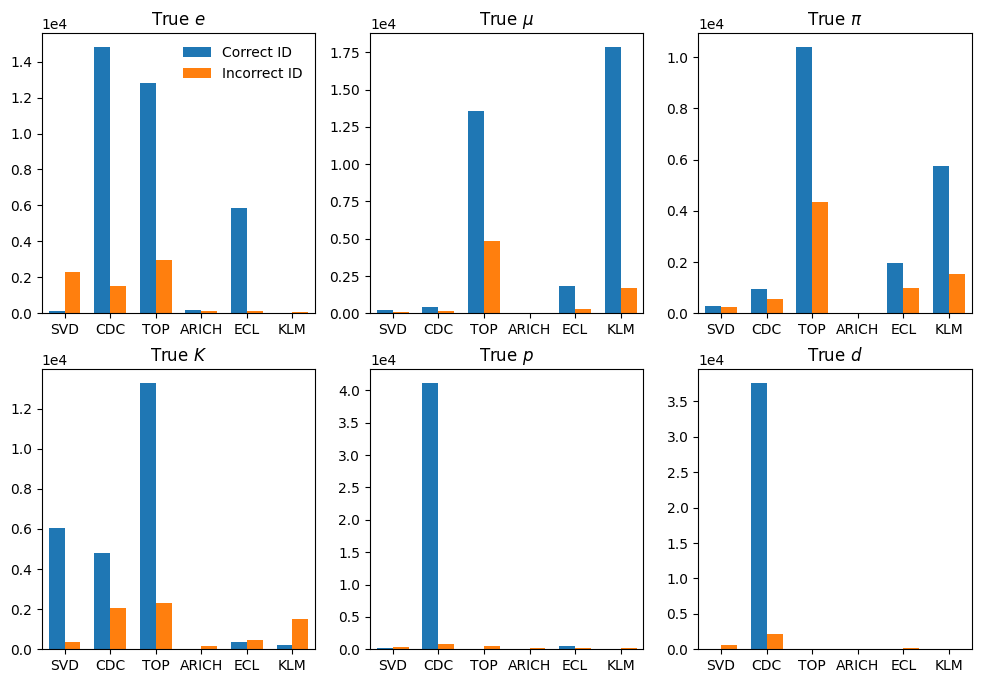 True e
1e4
1.4
1.2
1.0
0.8
0.6
0.4
0.2
0.0
Correct ID
Incorrect ID
SVD CDC TOP ARICH ECL KLM
True μ
1e4
1.75
1.50
1.25
1.00
0.75
0.50
0.25
0.00
SVD CDC TOP ARICH ECL KLM
True π
1e4
1.0
0.8
0.6
0.4
0.2
0.0
SVD CDC TOP ARICH ECL KLM
True K
1e4
1.2
1.0
0.8
0.6
0.4
0.2
0.0
SVD CDC TOP ARICH ECL KLM
True p
1e4
4.0
3.5
3.0
2.5
2.0
1.5
1.0
0.5
0.0
SVD CDC TOP ARICH ECL KLM
True d
1e4
3.5
3.0
2.5
2.0
1.5
1.0
0.5
0.0
SVD CDC TOP ARICH ECL KLM